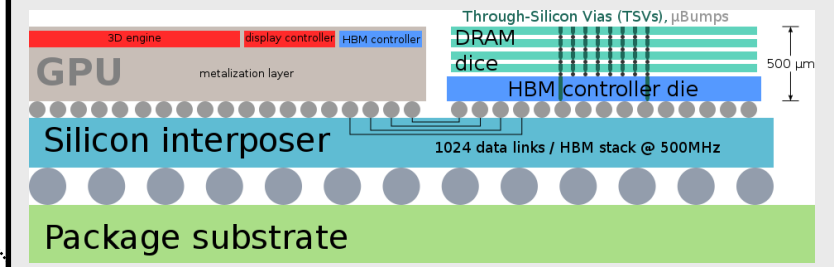 Through-Silicon Vias (TSVs), µBumps
3D engine
display controller
HBM controller
DRAM
dice
GPU
metalization layer
500 µm
HBM controller die
Silicon interposer
1024 data links / HBM stack @ 500MHz
Package substrate